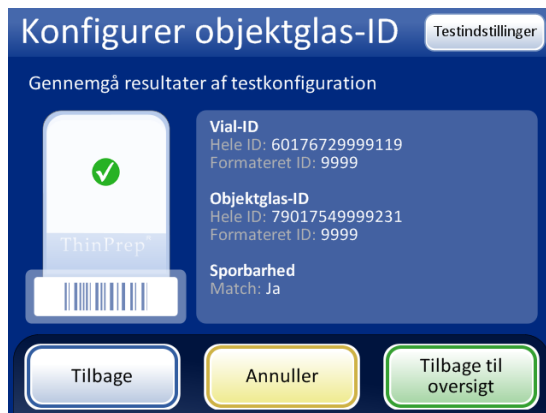 Konfigurer objektglas-ID
Testindstillinger
Gennemgå resultater af testkonfiguration
Vial-ID
Hele ID: 60176729999119
Formateret ID: 9999
Objektglas-ID
Hele ID: 79017549999231
Formateret ID: 9999
Sporbarhed
Match: Ja
ThinPrep®
Tilbage
Annuller
Tilbage til
oversigt